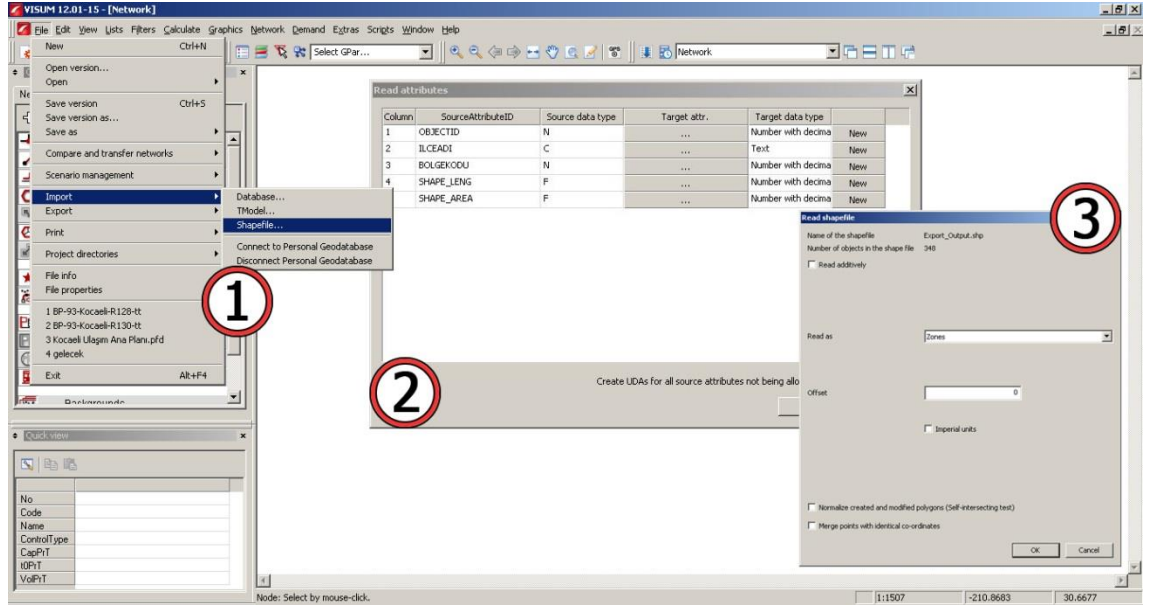 VISUM 12.01-15 - [Network]
File Edit View Lists Filters Calculate Graphics Network Demand Extras Scripts Window Help
Select GPar...
Network
New Ctrl+N
Open version...
Open
Save version Ctrl+S
Save version as...
Save as
Compare and transfer networks
Scenario management
Import
Export
Print
Project directories
File info
File properties
1 BP-93-Kocaeli-R128-tt
2 BP-93-Kocaeli-R130-tt
3 Kocaeli Ulaşım Ana Planı.pfd
4 gelecek
Exit Alt+F4
Backgrounds
Database...
TModel...
Shapefile...
Connect to Personal Geodatabase
Disconnect Personal Geodatabase
1
Read attributes
Column SourceAttributeID Source data type Target attr. Target data type
1 OBJECTID N ... Number with decima New
2 ILCEADI C ... Text New
3 BOLGEKODU N ... Number with decima New
4 SHAPE_LENG F ... Number with decima New
SHAPE_AREA F ... Number with decima New
Create UDAs for all source attributes not being allo
2
Read shapefile
Name of the shapefile Export_Output.shp
Number of objects in the shape file 340
Read additively
Read as Zones
Offset 0
Imperial units
Normalize created and modified polygons (Self-intersecting test)
Merge points with identical co-ordinates
OK Cancel
3
Quick view
No
Code
Name
ControlType
CapPrT
t0PrT
VolPrT
Node: Select by mouse-click.
1:1507 -210.8683 30.6677